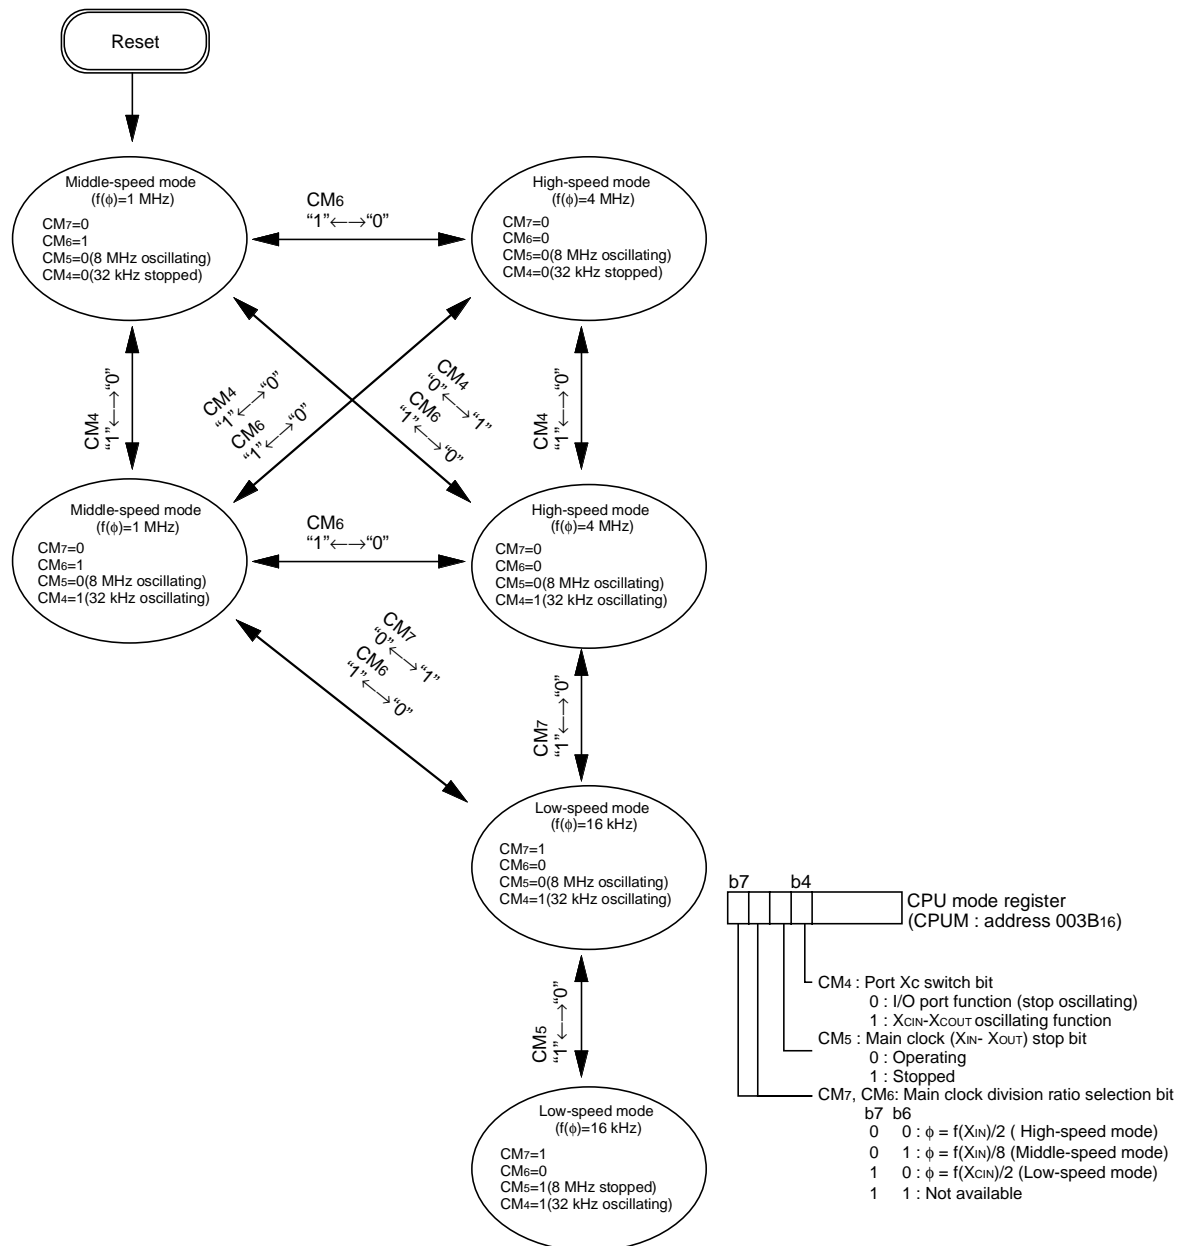 Reset
Middle-speed mode
(f(ϕ)=1 MHz)
CM7=0
CM6=1
CM5=0(8 MHz oscillating)
CM4=0(32 kHz stopped)
CM6
“1”←→“0”
High-speed mode
(f(ϕ)=4 MHz)
CM7=0
CM6=0
CM5=0(8 MHz oscillating)
CM4=0(32 kHz stopped)
CM4
“1”←→“0”
CM4
“1”←→“0”
CM6
“1”←→“0”
CM4
“0”←→“1”
CM6
“1”←→“0”
CM4
“1”←→“0”
Middle-speed mode
(f(ϕ)=1 MHz)
CM7=0
CM6=1
CM5=0(8 MHz oscillating)
CM4=1(32 kHz oscillating)
CM6
“1”←→“0”
High-speed mode
(f(ϕ)=4 MHz)
CM7=0
CM6=0
CM5=0(8 MHz oscillating)
CM4=1(32 kHz oscillating)
CM7
“0”←→“1”
CM6
“1”←→“0”
CM7
“1”←→“0”
Low-speed mode
(f(ϕ)=16 kHz)
CM7=1
CM6=0
CM5=0(8 MHz oscillating)
CM4=1(32 kHz oscillating)
CM5
“1”←→“0”
Low-speed mode
(f(ϕ)=16 kHz)
CM7=1
CM6=0
CM5=1(8 MHz stopped)
CM4=1(32 kHz oscillating)
b7 b4
CPU mode register
(CPUM : address 003B16)
CM4 : Port Xc switch bit
0 : I/O port function (stop oscillating)
1 : XCIN-XCOUT oscillating function
CM5 : Main clock (XIN- XOUT) stop bit
0 : Operating
1 : Stopped
CM7, CM6: Main clock division ratio selection bit
b7 b6
0 0 : ϕ = f(XIN)/2 ( High-speed mode)
0 1 : ϕ = f(XIN)/8 (Middle-speed mode)
1 0 : ϕ = f(XCIN)/2 (Low-speed mode)
1 1 : Not available